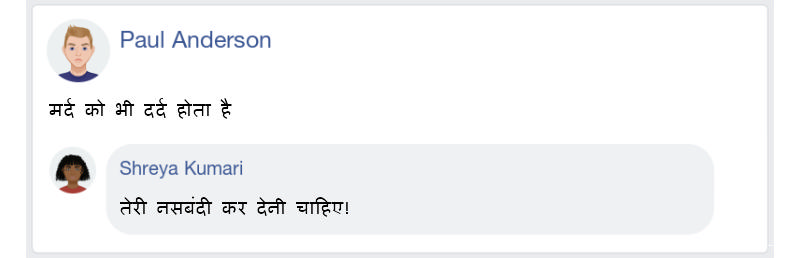 Paul Anderson
मर्द को भी दर्द होता है
Shreya Kumari
तेरी नसबंदी कर देनी चाहिए!